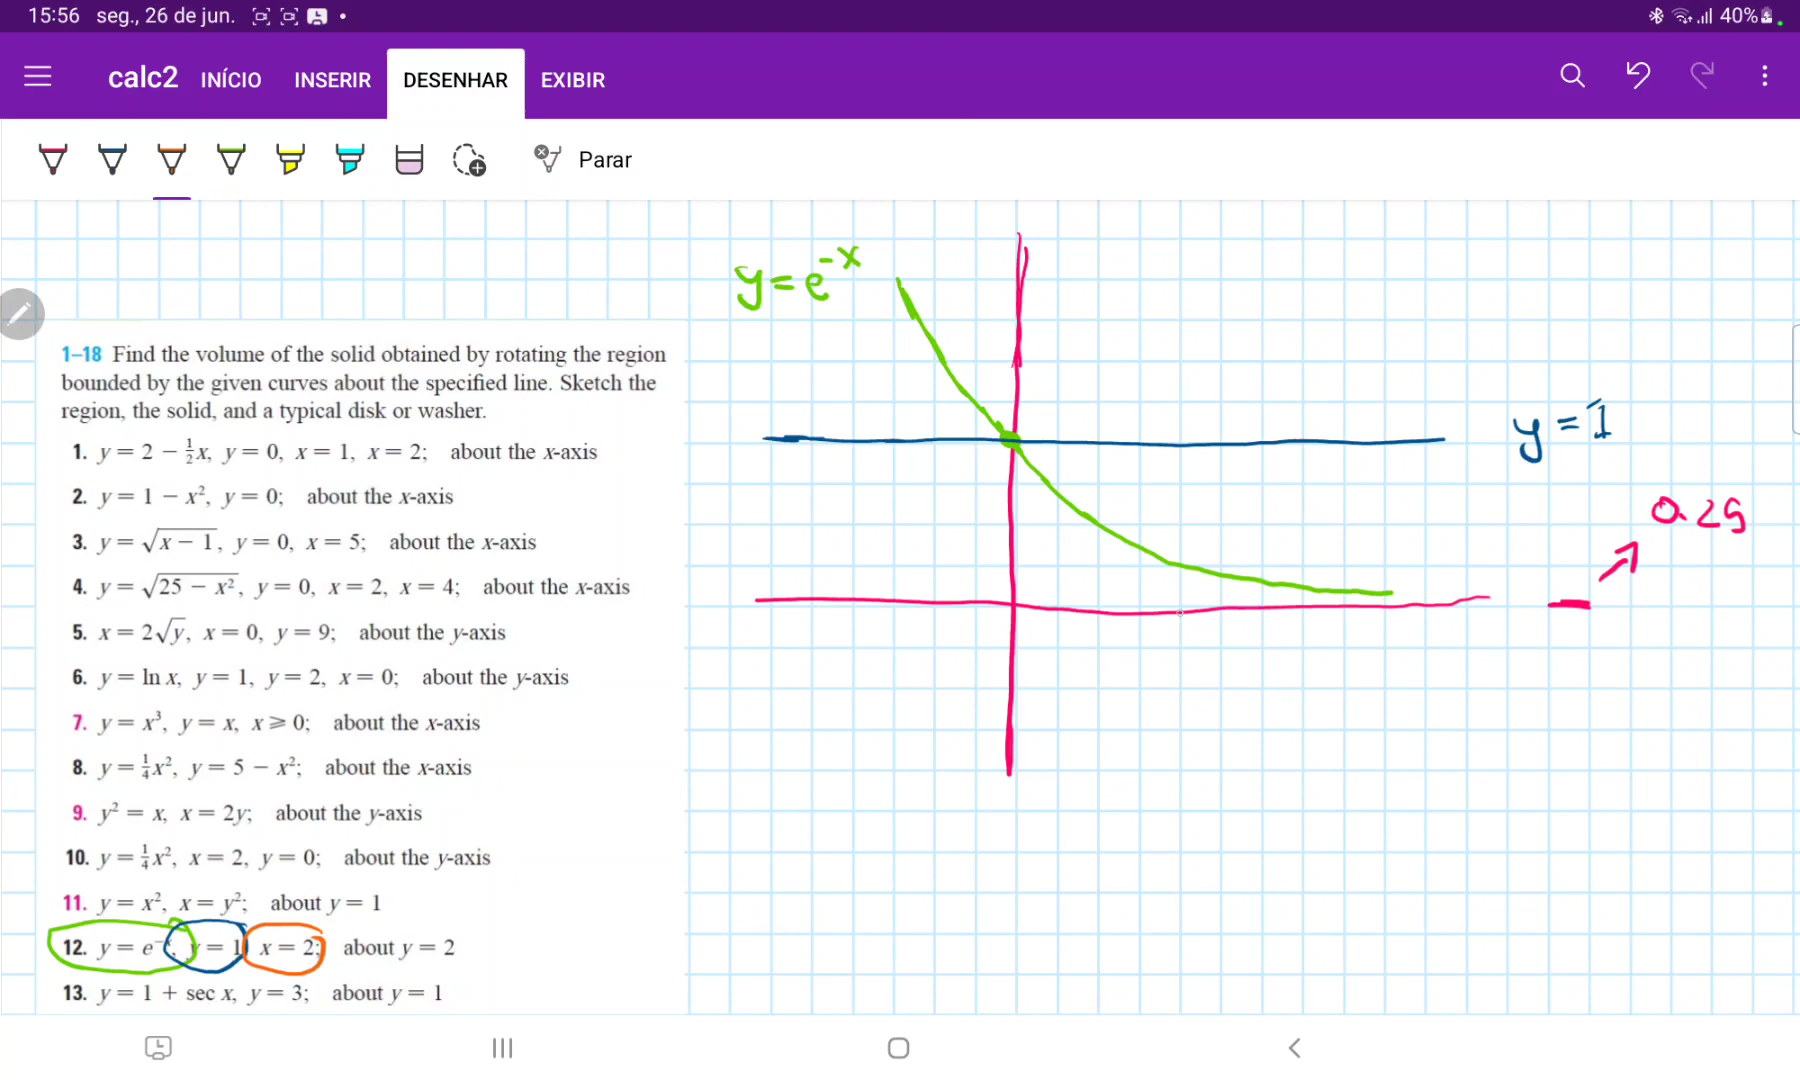 15:56 seg., 26 de jun. 40%
calc2 INÍCIO INSERIR DESENHAR EXIBIR
Parar
1–18 Find the volume of the solid obtained by rotating the region
bounded by the given curves about the specified line. Sketch the
region, the solid, and a typical disk or washer.
1. y = 2 − ½x, y = 0, x = 1, x = 2; about the x-axis
2. y = 1 − x², y = 0; about the x-axis
3. y = √(x − 1), y = 0, x = 5; about the x-axis
4. y = √(25 − x²), y = 0, x = 2, x = 4; about the x-axis
5. x = 2√y, x = 0, y = 9; about the y-axis
6. y = ln x, y = 1, y = 2, x = 0; about the y-axis
7. y = x³, y = x, x ⩾ 0; about the x-axis
8. y = ¼x², y = 5 − x²; about the x-axis
9. y² = x, x = 2y; about the y-axis
10. y = ¼x², x = 2, y = 0; about the y-axis
11. y = x², x = y²; about y = 1
12. y = e⁻ˣ, y = 1, x = 2; about y = 2
13. y = 1 + sec x, y = 3; about y = 1
y = e⁻ˣ
y = 1
0.25